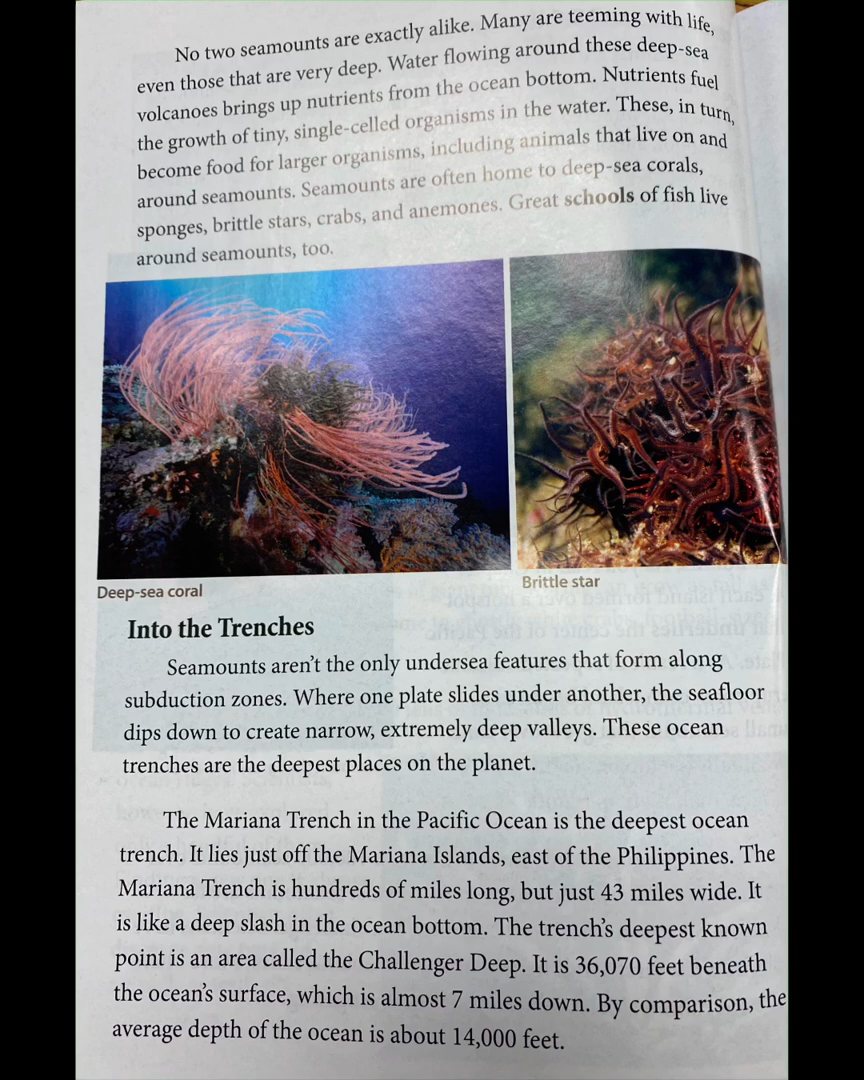 No two seamounts are exactly alike. Many are teeming with life,
even those that are very deep. Water flowing around these deep-sea
volcanoes brings up nutrients from the ocean bottom. Nutrients fuel
the growth of tiny, single-celled organisms in the water. These, in turn,
become food for larger organisms, including animals that live on and
around seamounts. Seamounts are often home to deep-sea corals,
sponges, brittle stars, crabs, and anemones. Great schools of fish live
around seamounts, too.
Deep-sea coral
Brittle star
Into the Trenches
Seamounts aren't the only undersea features that form along
subduction zones. Where one plate slides under another, the seafloor
dips down to create narrow, extremely deep valleys. These ocean
trenches are the deepest places on the planet.
The Mariana Trench in the Pacific Ocean is the deepest ocean
trench. It lies just off the Mariana Islands, east of the Philippines. The
Mariana Trench is hundreds of miles long, but just 43 miles wide. It
is like a deep slash in the ocean bottom. The trench's deepest known
point is an area called the Challenger Deep. It is 36,070 feet beneath
the ocean's surface, which is almost 7 miles down. By comparison, the
average depth of the ocean is about 14,000 feet.